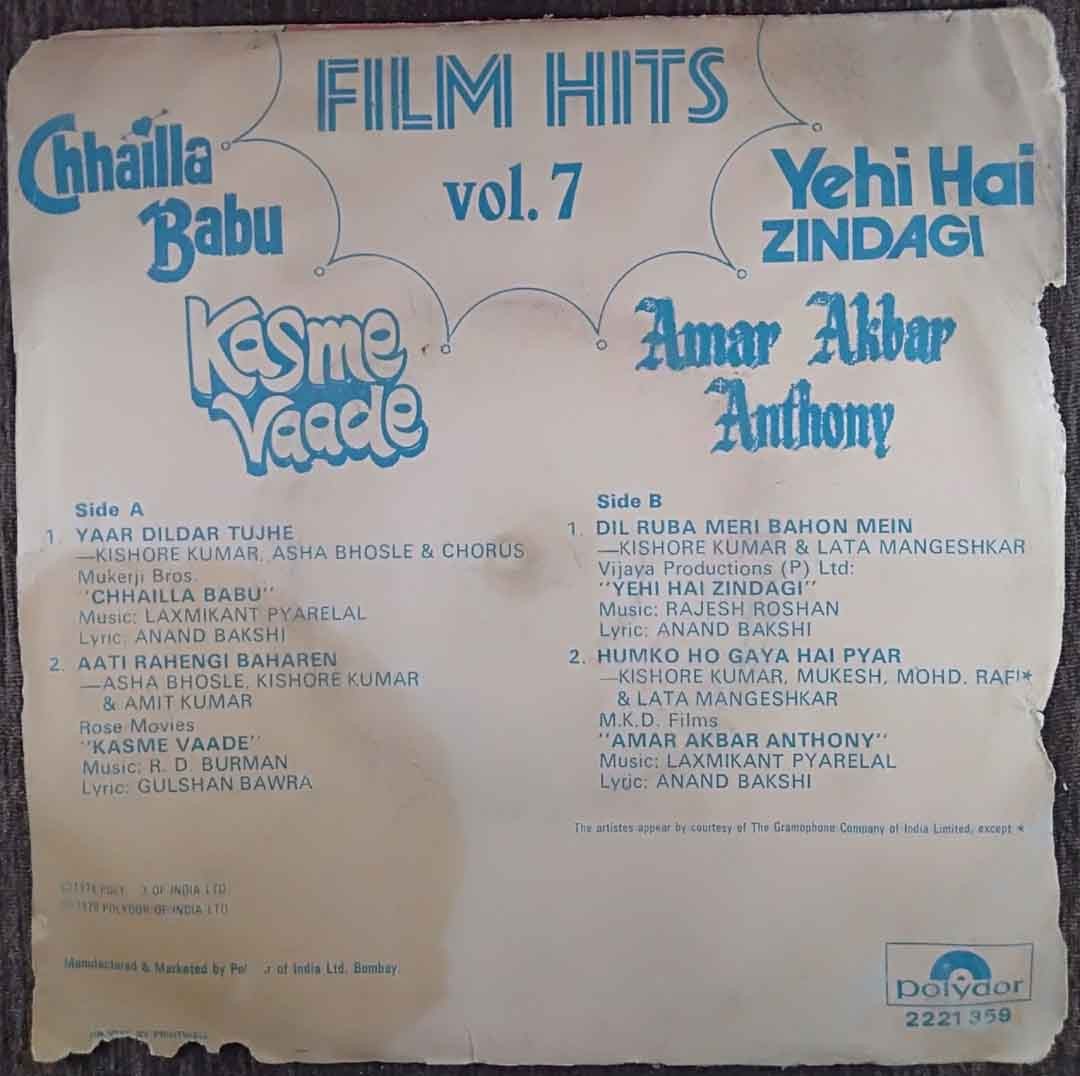 FILM HITS
vol. 7
Chhailla
Babu
Yehi Hai
ZINDAGI
Kasme
Vaade
Amar Akbar
Anthony
Side A
1. YAAR DILDAR TUJHE
—KISHORE KUMAR, ASHA BHOSLE & CHORUS
Mukerji Bros.
"CHHAILLA BABU"
Music: LAXMIKANT PYARELAL
Lyric: ANAND BAKSHI
2. AATI RAHENGI BAHAREN
—ASHA BHOSLE, KISHORE KUMAR
& AMIT KUMAR
Rose Movies
"KASME VAADE"
Music: R. D. BURMAN
Lyric: GULSHAN BAWRA
Side B
1. DIL RUBA MERI BAHON MEIN
—KISHORE KUMAR & LATA MANGESHKAR
Vijaya Productions (P) Ltd:
"YEHI HAI ZINDAGI"
Music: RAJESH ROSHAN
Lyric: ANAND BAKSHI
2. HUMKO HO GAYA HAI PYAR
—KISHORE KUMAR, MUKESH, MOHD. RAFI*
& LATA MANGESHKAR
M.K.D. Films
"AMAR AKBAR ANTHONY"
Music: LAXMIKANT PYARELAL
Lyric: ANAND BAKSHI
The artistes appear by courtesy of The Gramophone Company of India Limited, except *
OF INDIA LTD
1978 POLYDOR OF INDIA LTD
Manufactured & Marketed by of India Ltd. Bombay.
BY PRINTWELL
polydor
2221 359